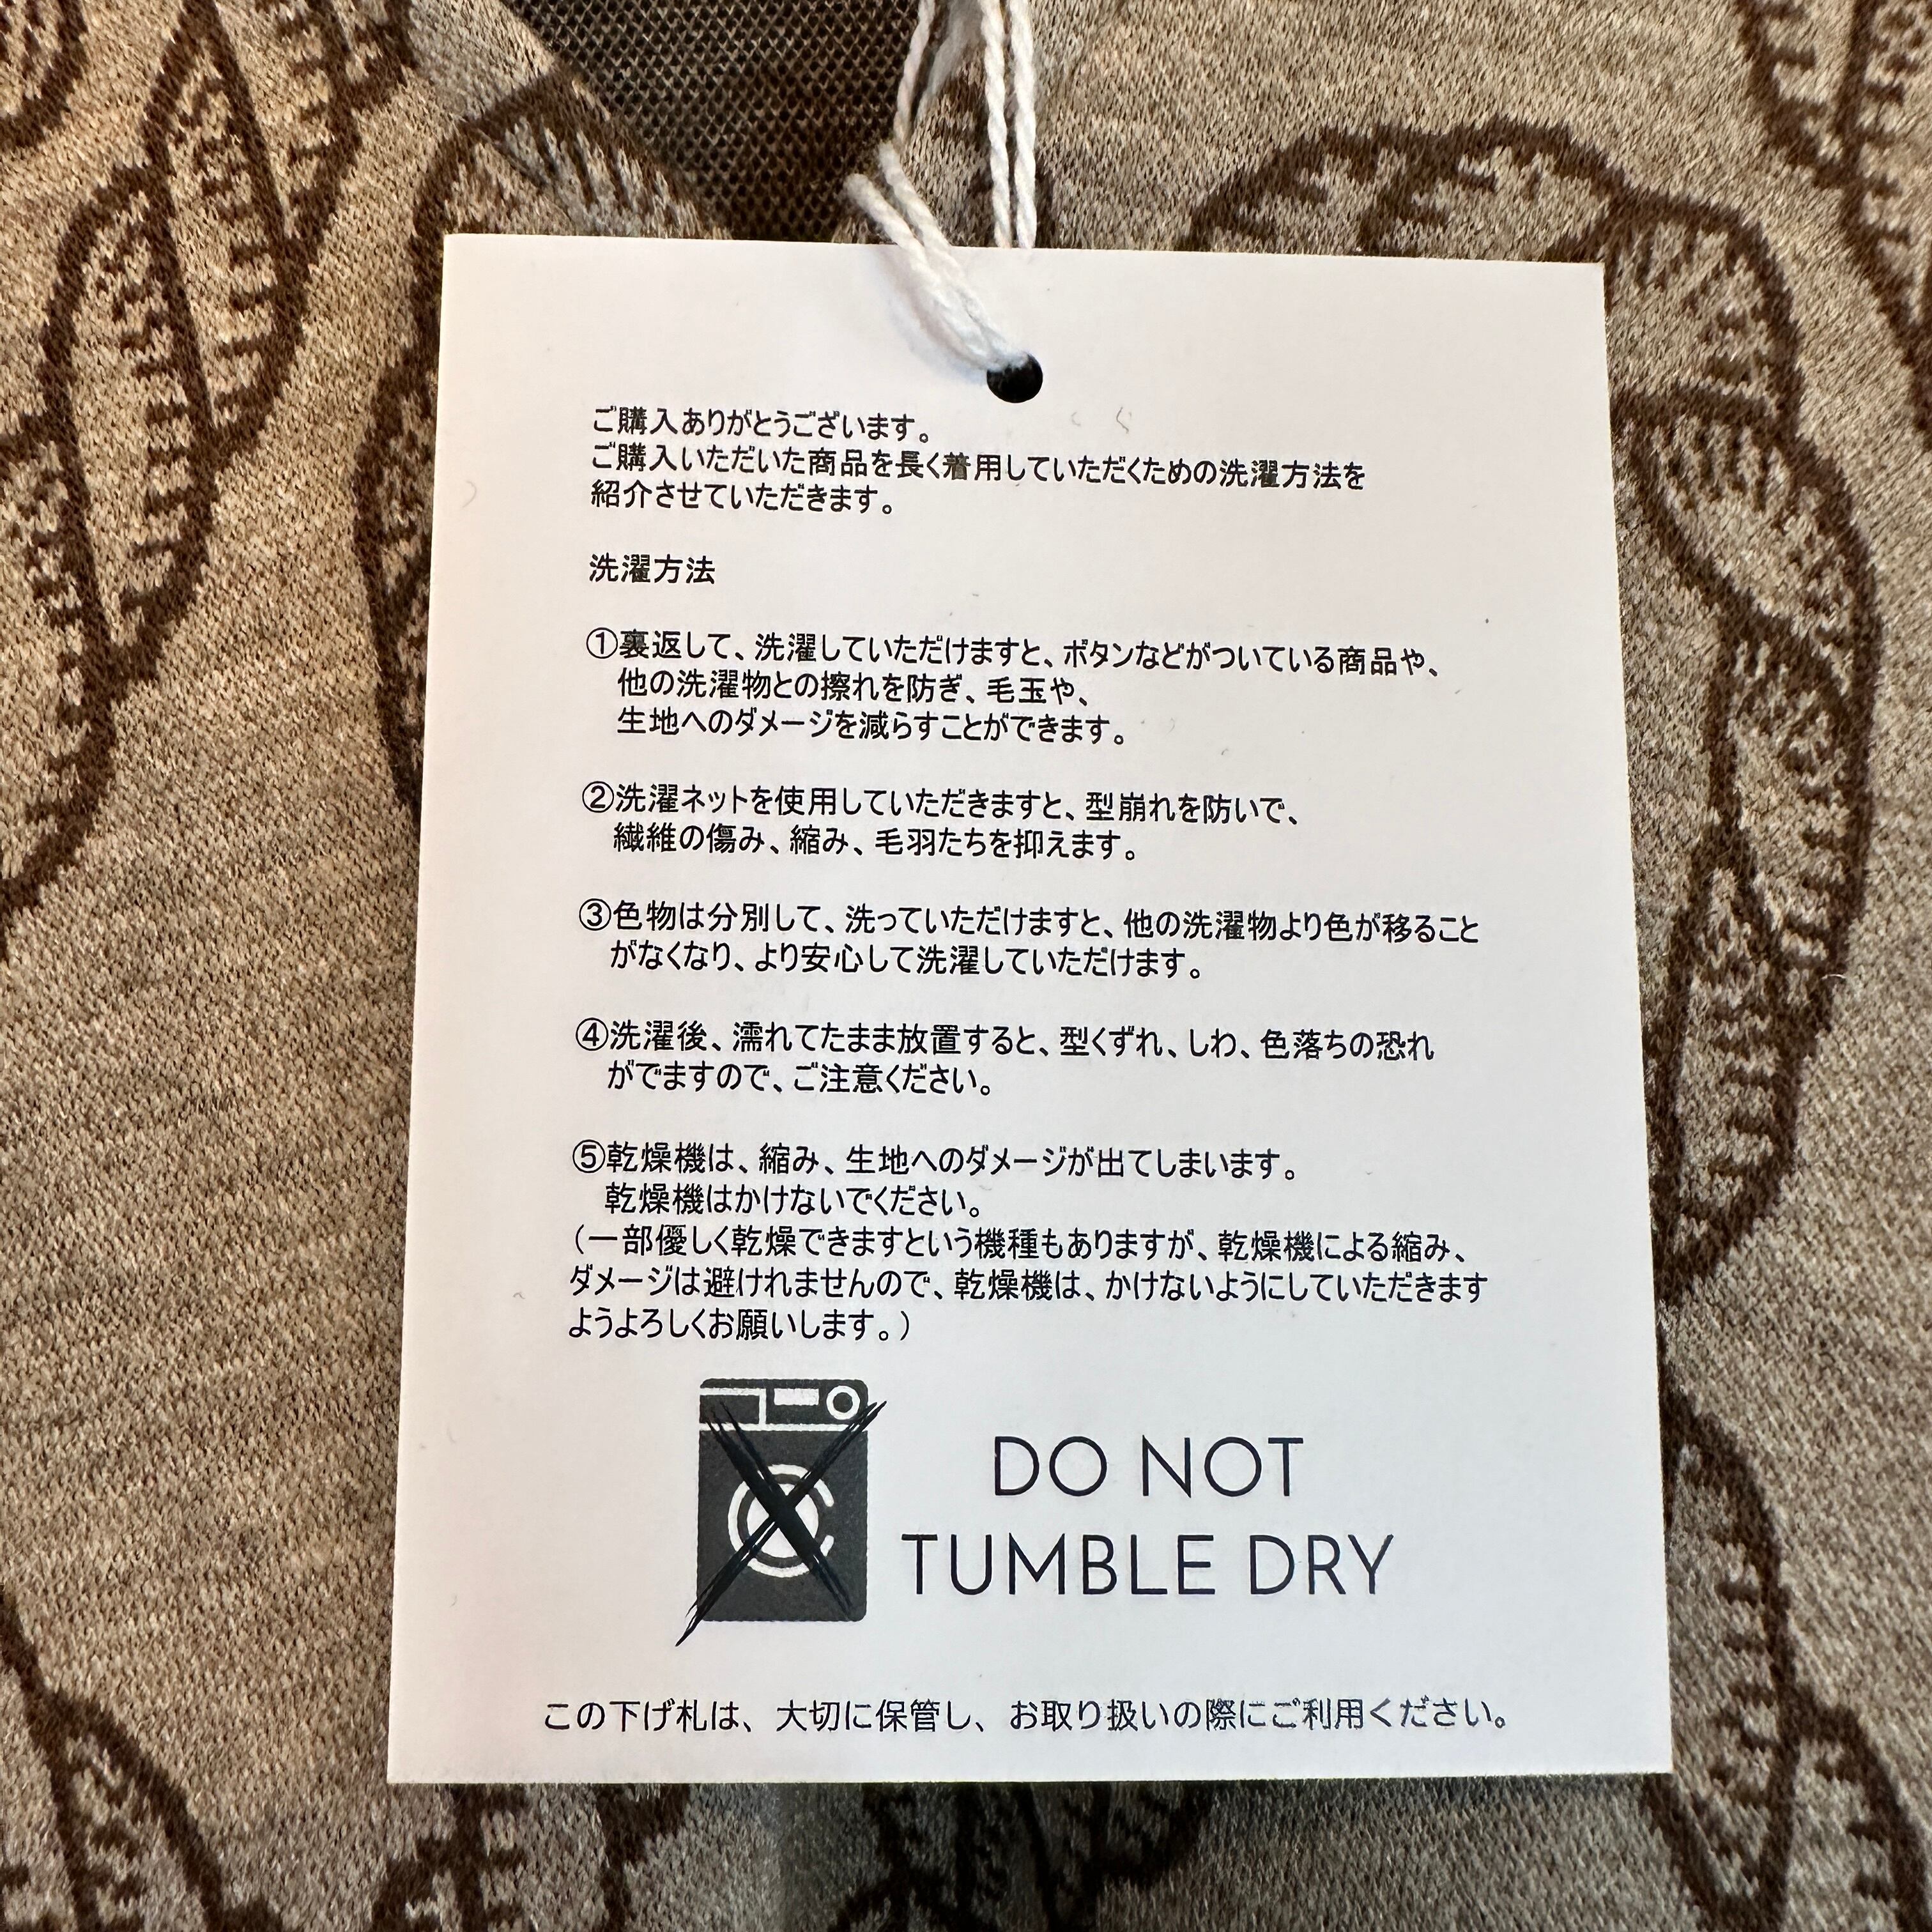 ご購入ありがとうございます。
ご購入いただいた商品を長く着用していただくための洗濯方法を
紹介させていただきます。
洗濯方法
①裏返して、洗濯していただけますと、ボタンなどがついている商品や、
他の洗濯物との擦れを防ぎ、毛玉や、
生地へのダメージを減らすことができます。
②洗濯ネットを使用していただきますと、型崩れを防いで、
繊維の傷み、縮み、毛羽たちを抑えます。
③色物は分別して、洗っていただけますと、他の洗濯物より色が移ること
がなくなり、より安心して洗濯していただけます。
④洗濯後、濡れてたまま放置すると、型くずれ、しわ、色落ちの恐れ
がでますので、ご注意ください。
⑤乾燥機は、縮み、生地へのダメージが出てしまいます。
乾燥機はかけないでください。
（一部優しく乾燥できますという機種もありますが、乾燥機による縮み、
ダメージは避けれませんので、乾燥機は、かけないようにしていただきます
ようよろしくお願いします。）
DO NOT
TUMBLE DRY
この下げ札は、大切に保管し、お取り扱いの際にご利用ください。